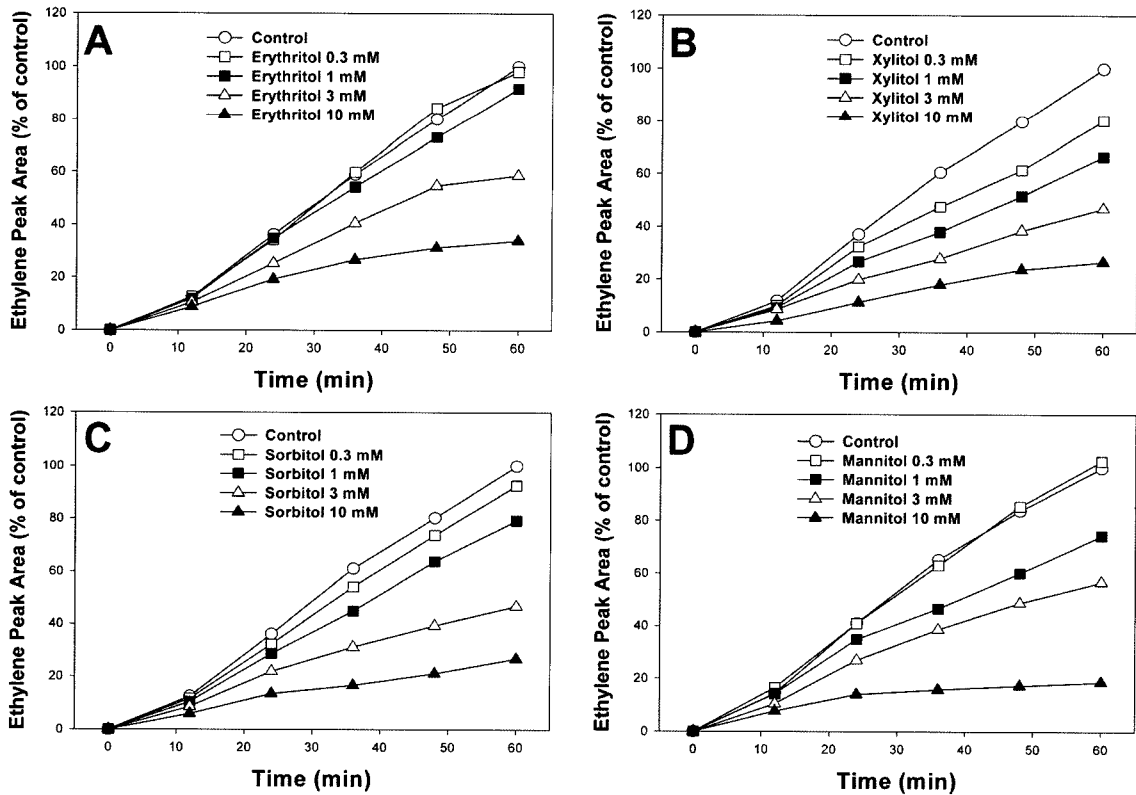 A
Control
Erythritol 0.3 mM
Erythritol 1 mM
Erythritol 3 mM
Erythritol 10 mM
Ethylene Peak Area (% of control)
120
100
80
60
40
20
0
0 10 20 30 40 50 60
Time (min)
B
Control
Xylitol 0.3 mM
Xylitol 1 mM
Xylitol 3 mM
Xylitol 10 mM
Ethylene Peak Area (% of control)
120
100
80
60
40
20
0
0 10 20 30 40 50 60
Time (min)
C
Control
Sorbitol 0.3 mM
Sorbitol 1 mM
Sorbitol 3 mM
Sorbitol 10 mM
Ethylene Peak Area (% of control)
120
100
80
60
40
20
0
0 10 20 30 40 50 60
Time (min)
D
Control
Mannitol 0.3 mM
Mannitol 1 mM
Mannitol 3 mM
Mannitol 10 mM
Ethylene Peak Area (% of control)
120
100
80
60
40
20
0
0 10 20 30 40 50 60
Time (min)